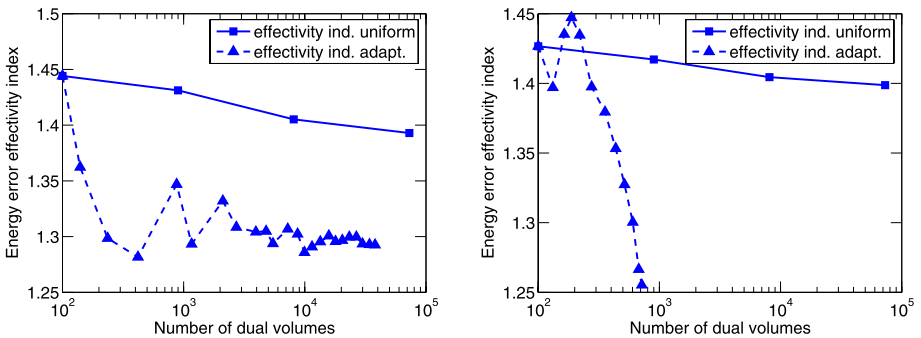 effectivity ind. uniform
effectivity ind. adapt.
1.5
1.45
1.4
1.35
1.3
1.25
10^2
10^3
10^4
10^5
Number of dual volumes
Energy error effectivity index
effectivity ind. uniform
effectivity ind. adapt.
1.45
1.4
1.35
1.3
1.25
10^2
10^3
10^4
10^5
Number of dual volumes
Energy error effectivity index